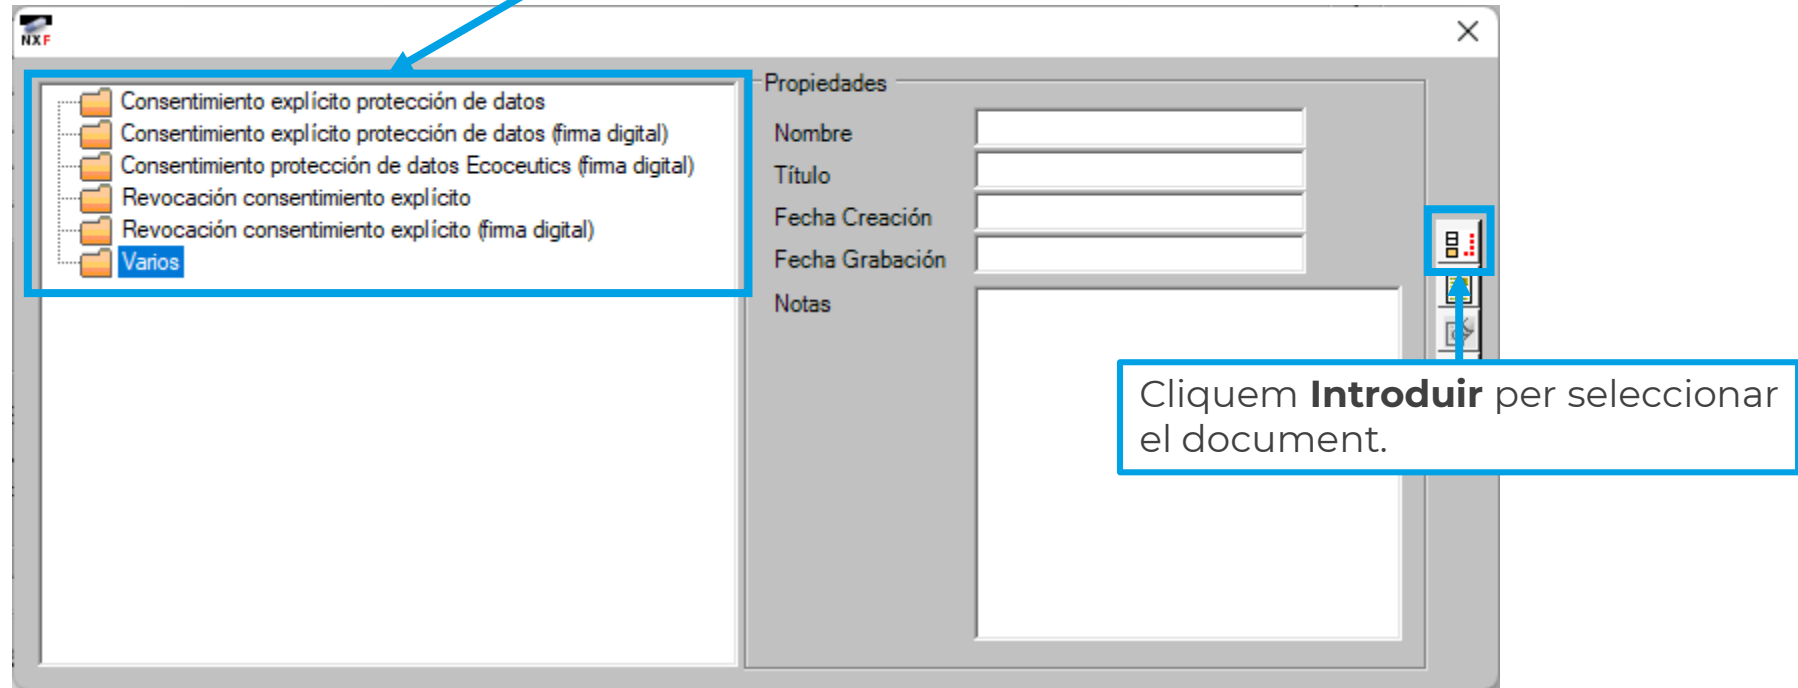 NXF
Consentimiento explícito protección de datos
Consentimiento explícito protección de datos (firma digital)
Consentimiento protección de datos Ecoceutics (firma digital)
Revocación consentimiento explícito
Revocación consentimiento explícito (firma digital)
Varios
Propiedades
Nombre
Título
Fecha Creación
Fecha Grabación
Notas
Cliquem Introduir per seleccionar
el document.